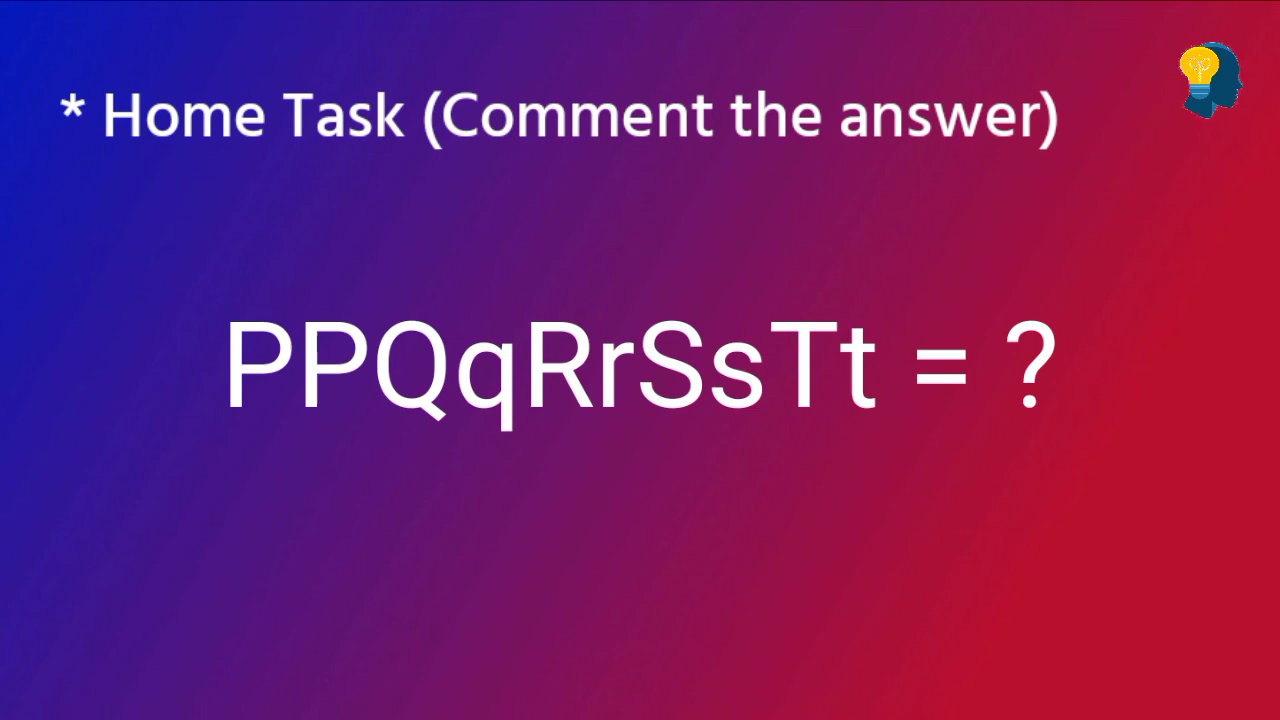 * Home Task (Comment the answer)
PPQqRrSsTt = ?